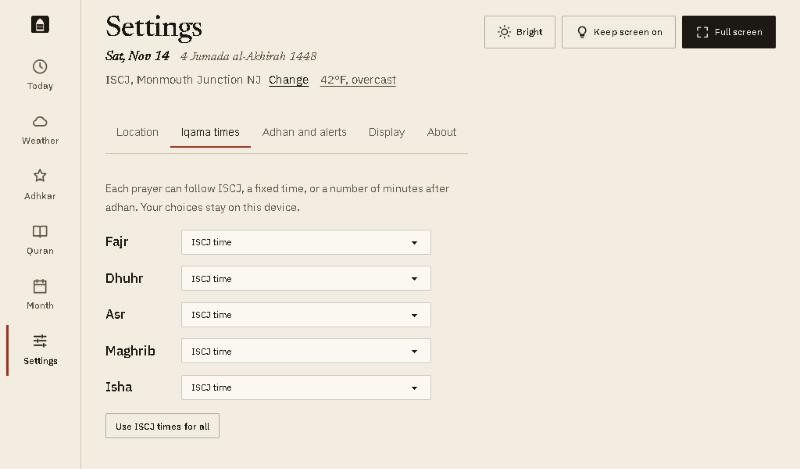 Settings
Sat, Nov 14 4 Jumada al-Akhirah 1448
ISCJ, Monmouth Junction NJ Change 42°F, overcast
Bright
Keep screen on
Full screen
Today
Weather
Adhkar
Quran
Month
Settings
Location Iqama times Adhan and alerts Display About
Each prayer can follow ISCJ, a fixed time, or a number of minutes after
adhan. Your choices stay on this device.
Fajr ISCJ time
Dhuhr ISCJ time
Asr ISCJ time
Maghrib ISCJ time
Isha ISCJ time
Use ISCJ times for all